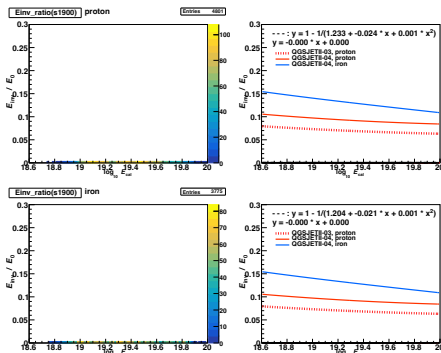 Einv_ratio(s1900) proton
Entries 4801
E_inv / E_0
0.3
0.25
0.2
0.15
0.1
0.05
0
18.6 18.8 19 19.2 19.4 19.6 19.8 20
log_10 E_cal
100
80
60
40
20
0
0.3
0.25
0.2
0.15
0.1
0.05
0
- - - : y = 1 - 1/(1.233 + -0.024 * x + 0.001 * x²)
y = -0.000 * x + 0.000
QGSJETII-03, proton
QGSJETII-04, proton
QGSJETII-04, iron
18.6 18.8 19 19.2 19.4 19.6 19.8 20
log_10 E_cal
Einv_ratio(s1900) iron
Entries 3775
E_inv / E_0
0.3
0.25
0.2
0.15
0.1
0.05
0
18.6 18.8 19 19.2 19.4 19.6 19.8 20
80
70
60
50
40
30
20
10
0
0.3
0.25
0.2
0.15
0.1
0.05
0
- - - : y = 1 - 1/(1.204 + -0.021 * x + 0.001 * x²)
y = -0.000 * x + 0.000
QGSJETII-03, proton
QGSJETII-04, proton
QGSJETII-04, iron
18.6 18.8 19 19.2 19.4 19.6 19.8 20